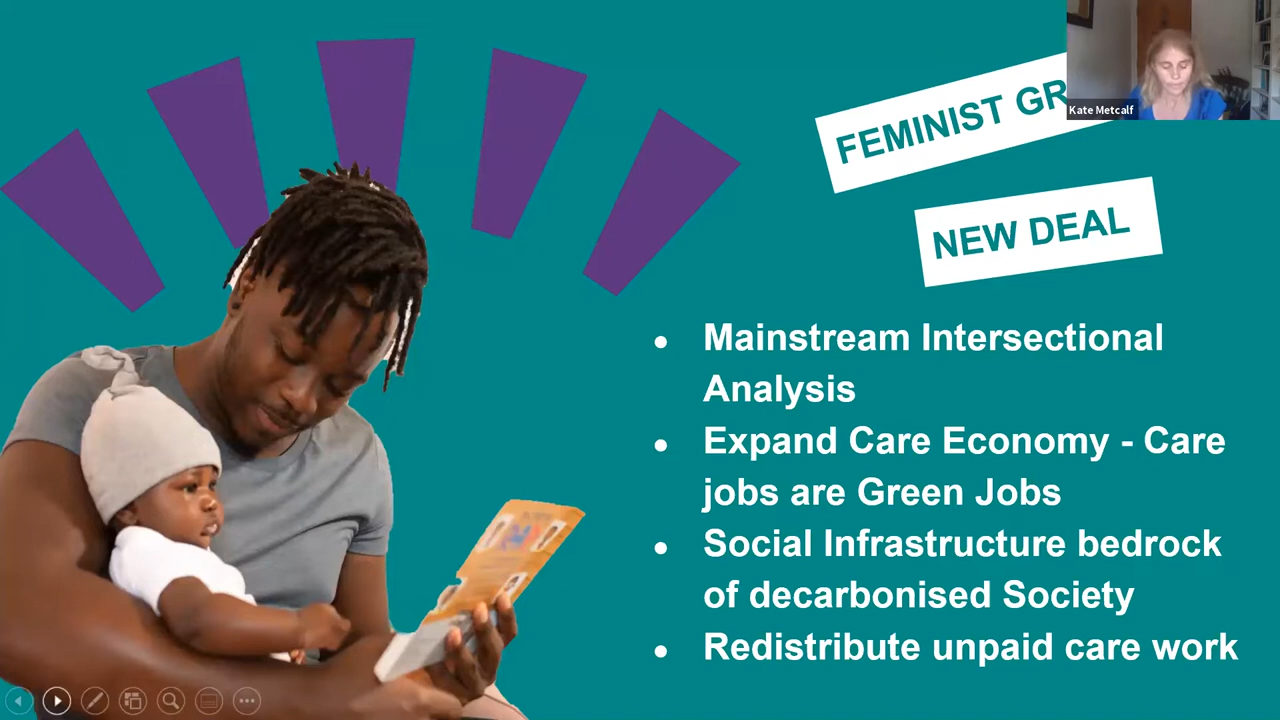 FEMINIST GR
Kate Metcalf
NEW DEAL
Mainstream Intersectional
Analysis
Expand Care Economy - Care
jobs are Green Jobs
Social Infrastructure bedrock
of decarbonised Society
Redistribute unpaid care work